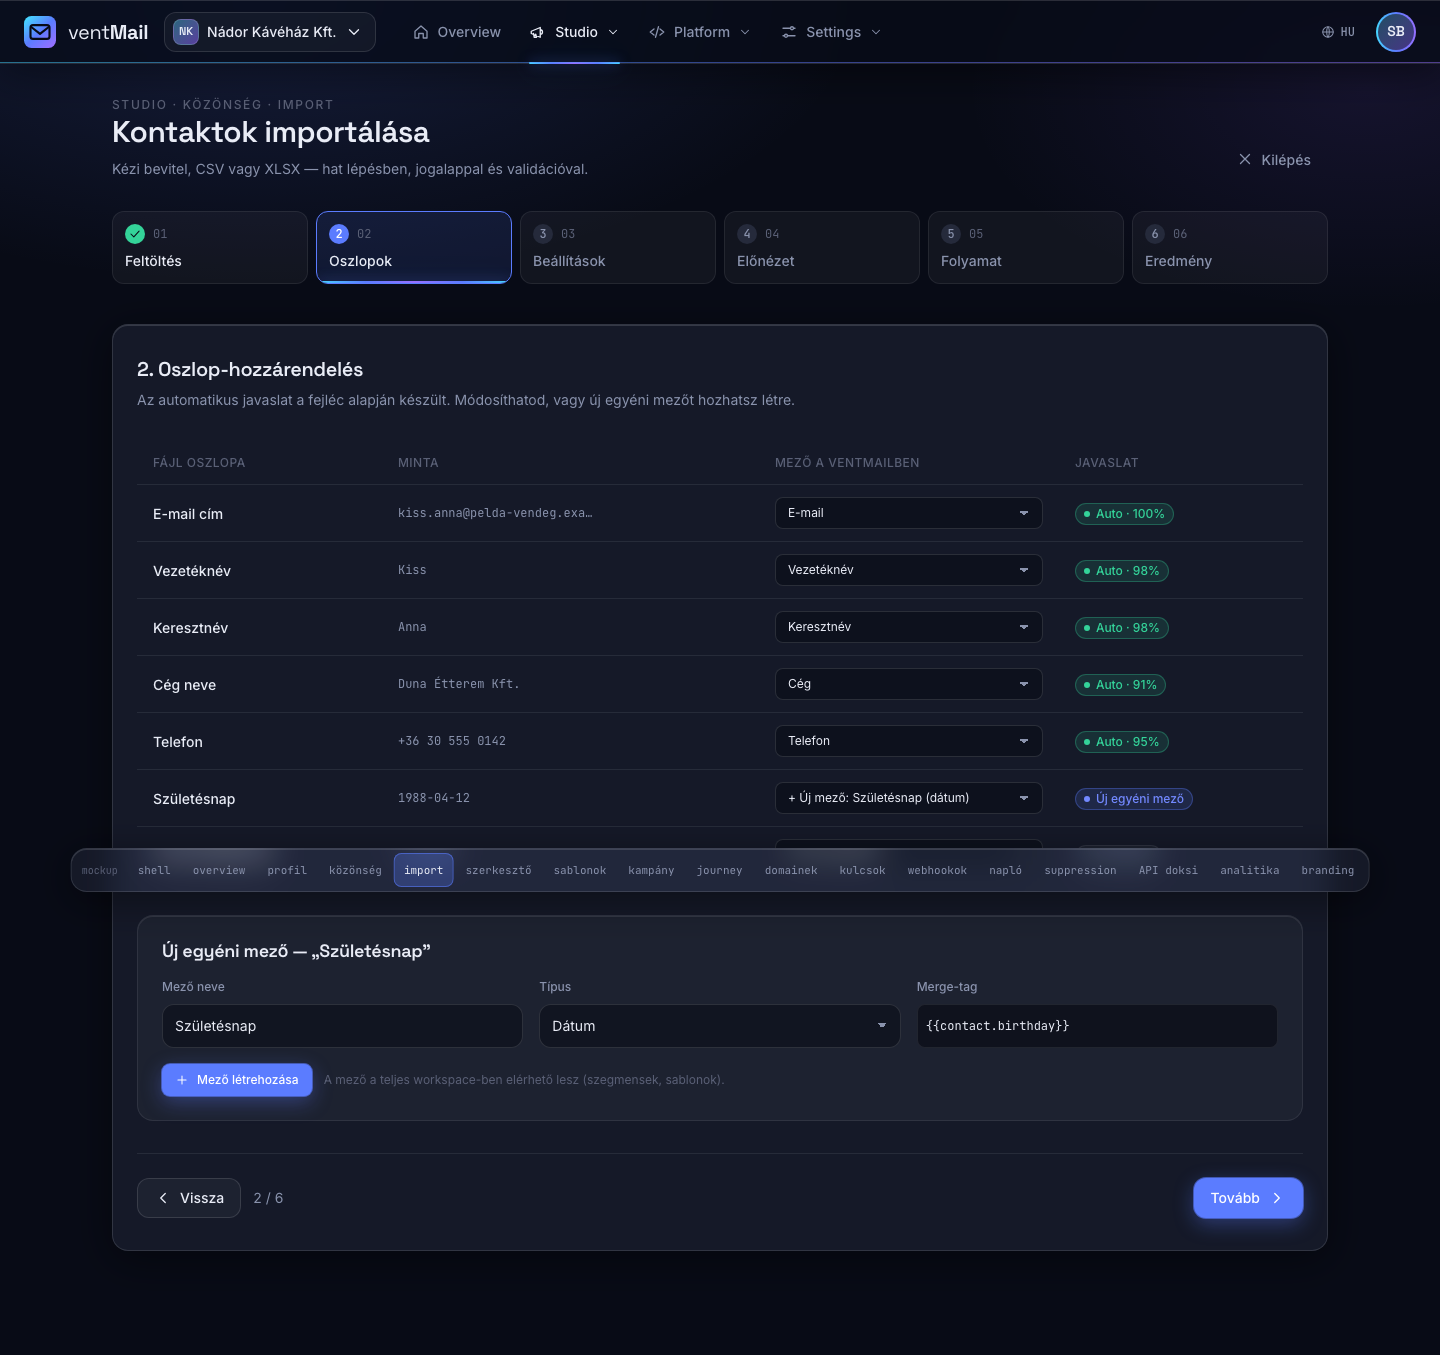 ventMail NK Nádor Kávéház Kft. Overview Studio Platform Settings HU SB
STUDIO · KÖZÖNSÉG · IMPORT
Kontaktok importálása
Kézi bevitel, CSV vagy XLSX — hat lépésben, jogalappal és validációval.
Kilépés
01 2 02 3 03 4 04 5 05 6 06
Feltöltés Oszlopok Beállítások Előnézet Folyamat Eredmény
2. Oszlop-hozzárendelés
Az automatikus javaslat a fejléc alapján készült. Módosíthatod, vagy új egyéni mezőt hozhatsz létre.
FÁJL OSZLOPA MINTA MEZŐ A VENTMAILBEN JAVASLAT
E-mail cím kiss.anna@pelda-vendeg.exa… E-mail Auto · 100%
Vezetéknév Kiss Vezetéknév Auto · 98%
Keresztnév Anna Keresztnév Auto · 98%
Cég neve Duna Étterem Kft. Cég Auto · 91%
Telefon +36 30 555 0142 Telefon Auto · 95%
Születésnap 1988-04-12 + Új mező: Születésnap (dátum) Új egyéni mező
mockup shell overview profil közönség import szerkesztő sablonok kampány journey domainek kulcsok webhookok napló suppression API doksi analitika branding
Új egyéni mező — „Születésnap”
Mező neve Típus Merge-tag
Születésnap Dátum {{contact.birthday}}
Mező létrehozása A mező a teljes workspace-ben elérhető lesz (szegmensek, sablonok).
Vissza 2 / 6 Tovább